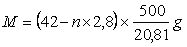 M = (42 − n × 2,8) × 500/20,81 g